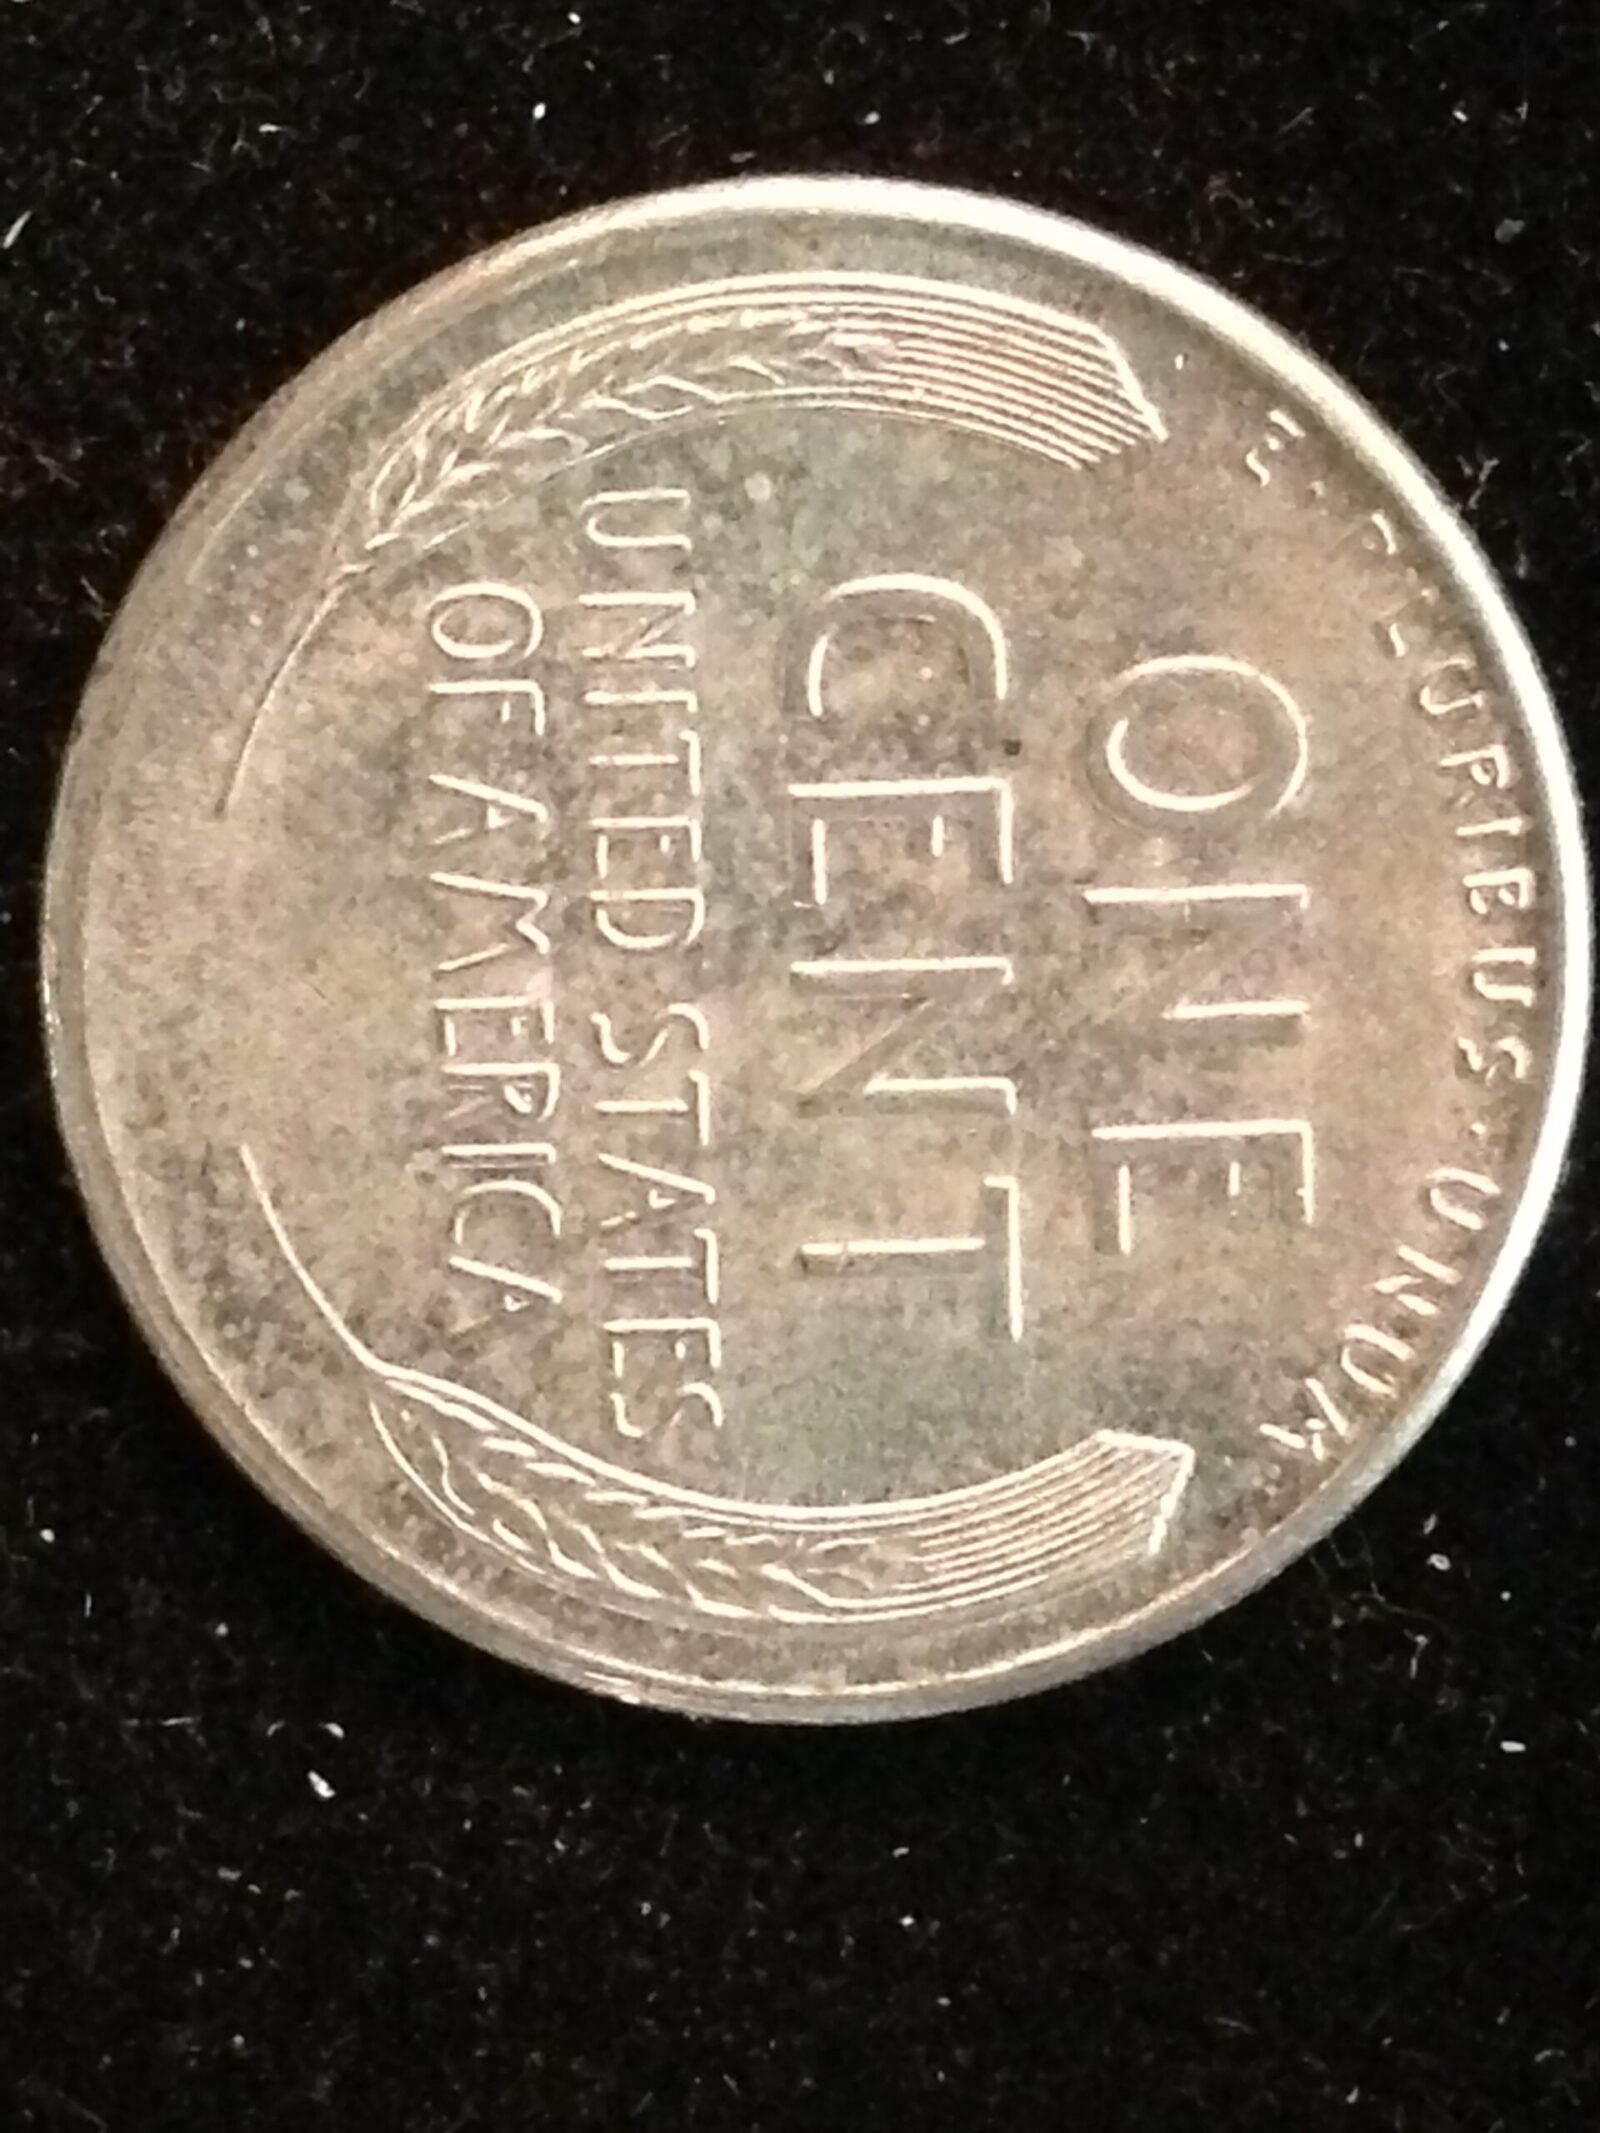 E · PLURIBUS · UNUM
ONE
CENT
UNITED STATES
OF AMERICA